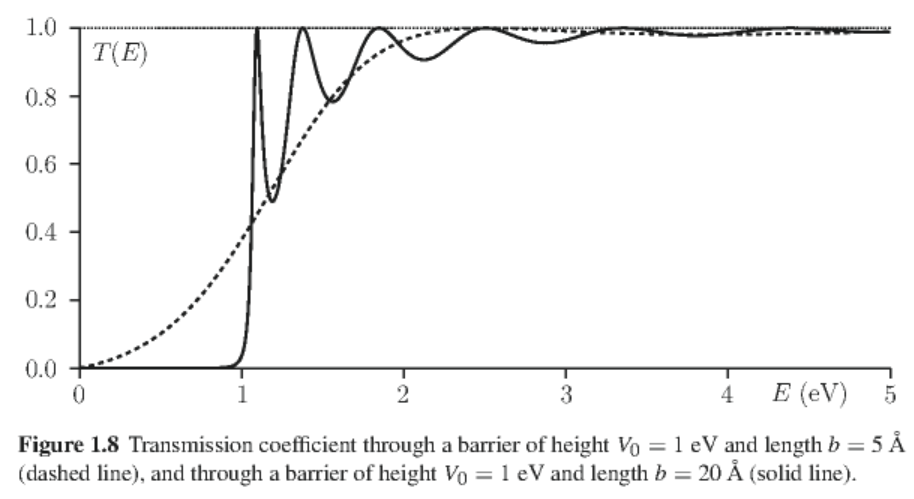 1.0
T(E)
0.8
0.6
0.4
0.2
0.0
0 1 2 3 4 E (eV) 5
Figure 1.8 Transmission coefficient through a barrier of height V₀ = 1 eV and length b = 5 Å
(dashed line), and through a barrier of height V₀ = 1 eV and length b = 20 Å (solid line).